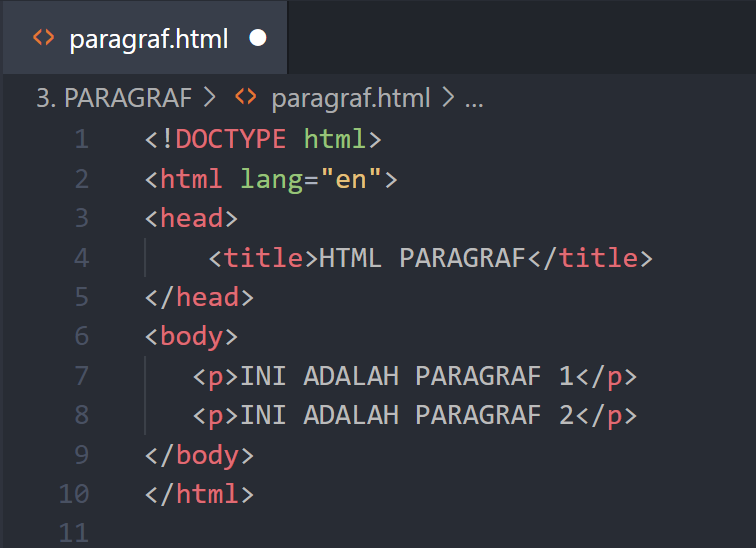 paragraf.html
3. PARAGRAF > paragraf.html > ...
1 <!DOCTYPE html>
2 <html lang="en">
3 <head>
4     <title>HTML PARAGRAF</title>
5 </head>
6 <body>
7    <p>INI ADALAH PARAGRAF 1</p>
8    <p>INI ADALAH PARAGRAF 2</p>
9 </body>
10 </html>
11